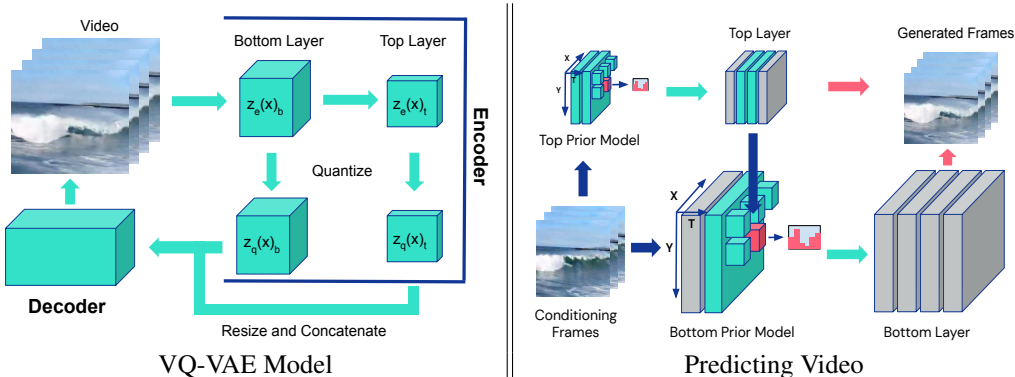 Video
Bottom Layer
Top Layer
z_e(x)_b
z_e(x)_t
Encoder
Quantize
z_q(x)_b
z_q(x)_t
Decoder
Resize and Concatenate
VQ-VAE Model
Top Layer
Generated Frames
X
T
Y
Top Prior Model
X
T
Y
Conditioning
Frames
Bottom Prior Model
Bottom Layer
Predicting Video